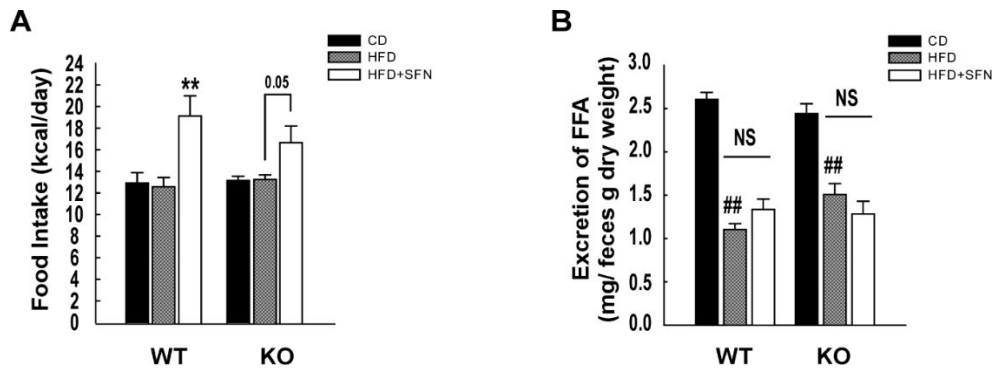 A
CD
HFD
HFD+SFN
Food Intake (kcal/day)
24
22
20
18
16
14
12
10
8
6
4
2
0
**
0.05
WT
KO
B
CD
HFD
HFD+SFN
Excretion of FFA
(mg/ feces g dry weight)
3.0
2.5
2.0
1.5
1.0
0.5
0.0
NS
##
NS
##
WT
KO